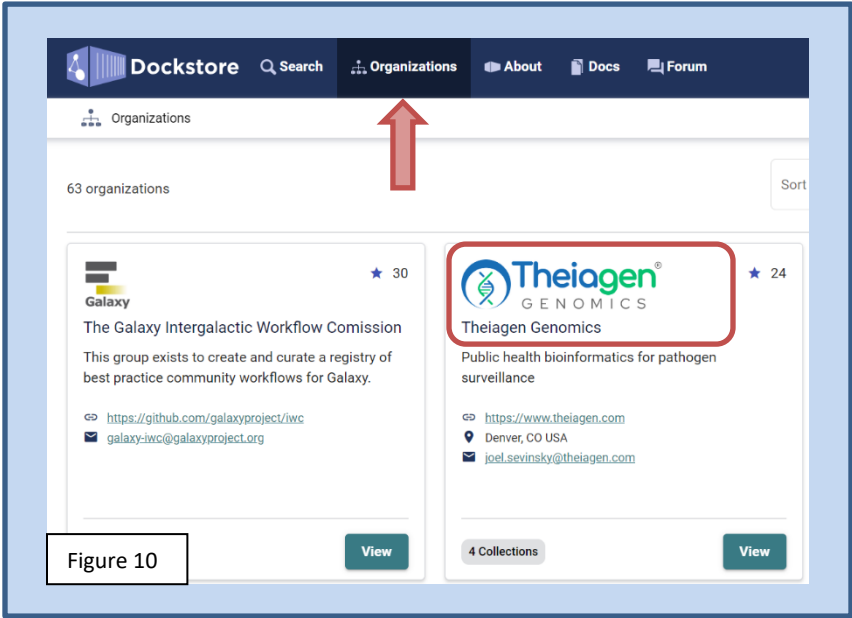 Dockstore Search Organizations About Docs Forum
Organizations
63 organizations
Sort
Galaxy
30
The Galaxy Intergalactic Workflow Comission
This group exists to create and curate a registry of
best practice community workflows for Galaxy.
https://github.com/galaxyproject/iwc
galaxy-iwc@galaxyproject.org
View
Theiagen®
GENOMICS
24
Theiagen Genomics
Public health bioinformatics for pathogen
surveillance
https://www.theiagen.com
Denver, CO USA
joel.sevinsky@theiagen.com
4 Collections
View
Figure 10